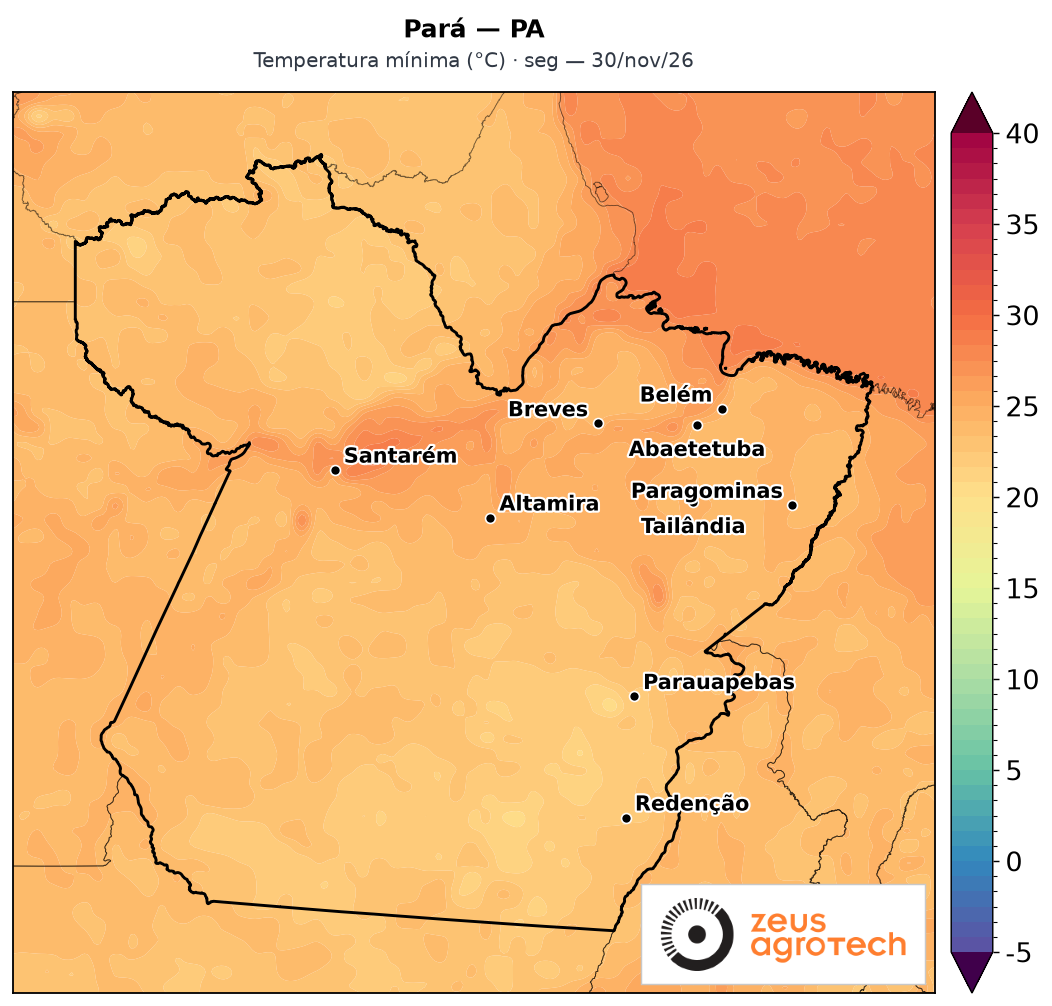 Pará — PA
Temperatura mínima (°C) · seg — 30/nov/26
40
35
30
25
20
15
10
5
0
-5
Belém
Breves
Abaetetuba
Santarém
Paragominas
Altamira
Tailândia
Parauapebas
Redenção
zeus
agrotech